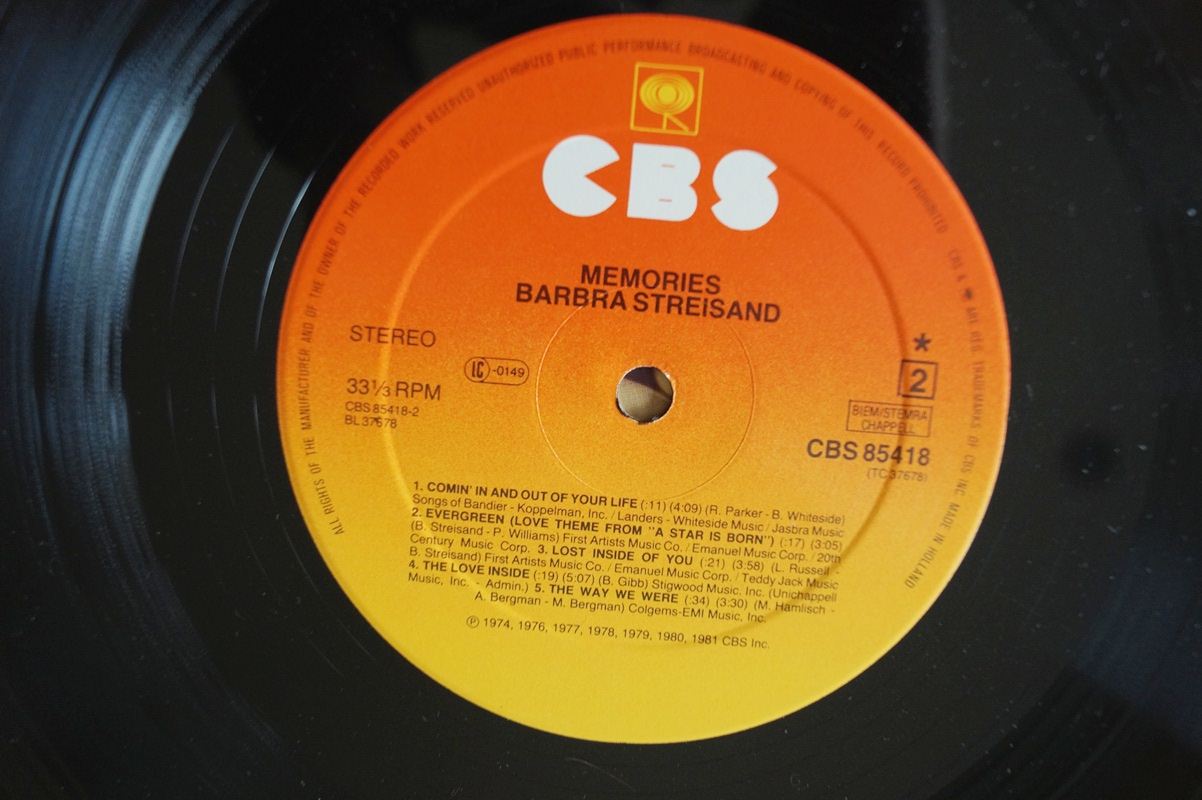 ALL RIGHTS OF THE MANUFACTURER AND OF THE OWNER OF THE RECORDED WORK RESERVED UNAUTHORIZED PUBLIC PERFORMANCE BROADCASTING AND COPYING OF THIS RECORD PROHIBITED
CBS & ARE REG. TRADEMARKS OF CBS INC. MADE IN HOLLAND
CBS
MEMORIES
BARBRA STREISAND
STEREO
LC -0149
33⅓ RPM
CBS 85418-2
BL 37678
*
2
BIEM/STEMRA
CHAPPELL
CBS 85418
(TC 37678)
1. COMIN' IN AND OUT OF YOUR LIFE (:11) (4:09) (R. Parker - B. Whiteside)
Songs of Bandier - Koppelman, Inc. / Landers - Whiteside Music / Jasbra Music
2. EVERGREEN (LOVE THEME FROM "A STAR IS BORN") (:17) (3:05)
(B. Streisand - P. Williams) First Artists Music Co. / Emanuel Music Corp. / 20th
Century Music Corp. 3. LOST INSIDE OF YOU (:21) (3:58) (L. Russell -
B. Streisand) First Artists Music Co. / Emanuel Music Corp. / Teddy Jack Music
4. THE LOVE INSIDE (:19) (5:07) (B. Gibb) Stigwood Music, Inc. (Unichappell
Music, Inc. - Admin.) 5. THE WAY WE WERE (:34) (3:30) (M. Hamlisch -
A. Bergman - M. Bergman) Colgems-EMI Music, Inc.
℗ 1974, 1976, 1977, 1978, 1979, 1980, 1981 CBS Inc.